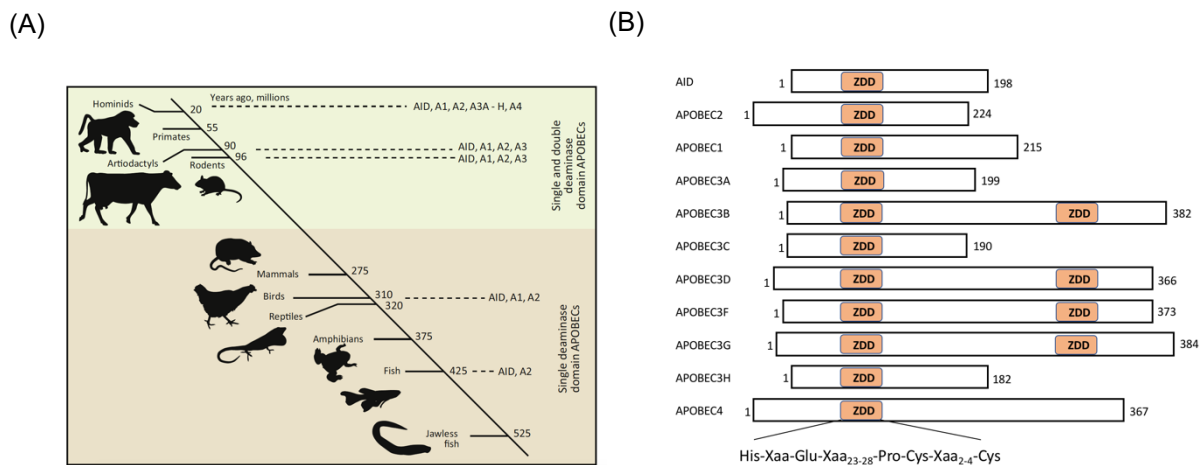 (A)
Years ago, millions
Hominids
20
AID, A1, A2, A3A - H, A4
55
Primates
90
AID, A1, A2, A3
Artiodactyls
96
AID, A1, A2, A3
Rodents
Single and double
deaminase
domain APOBECs
Mammals
275
Birds
310
AID, A1, A2
320
Reptiles
Amphibians
375
Fish
425
AID, A2
Jawless
fish
525
Single deaminase
domain APOBECs
(B)
AID 1 ZDD 198
APOBEC2 1 ZDD 224
APOBEC1 1 ZDD 215
APOBEC3A 1 ZDD 199
APOBEC3B 1 ZDD ZDD 382
APOBEC3C 1 ZDD 190
APOBEC3D 1 ZDD ZDD 366
APOBEC3F 1 ZDD ZDD 373
APOBEC3G 1 ZDD ZDD 384
APOBEC3H 1 ZDD 182
APOBEC4 1 ZDD 367
His-Xaa-Glu-Xaa23-28-Pro-Cys-Xaa2-4-Cys